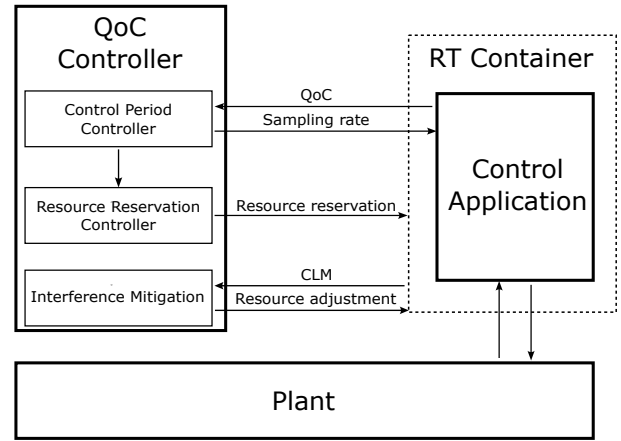 QoC
Controller
Control Period
Controller
Resource Reservation
Controller
Interference Mitigation
QoC
Sampling rate
Resource reservation
CLM
Resource adjustment
RT Container
Control
Application
Plant